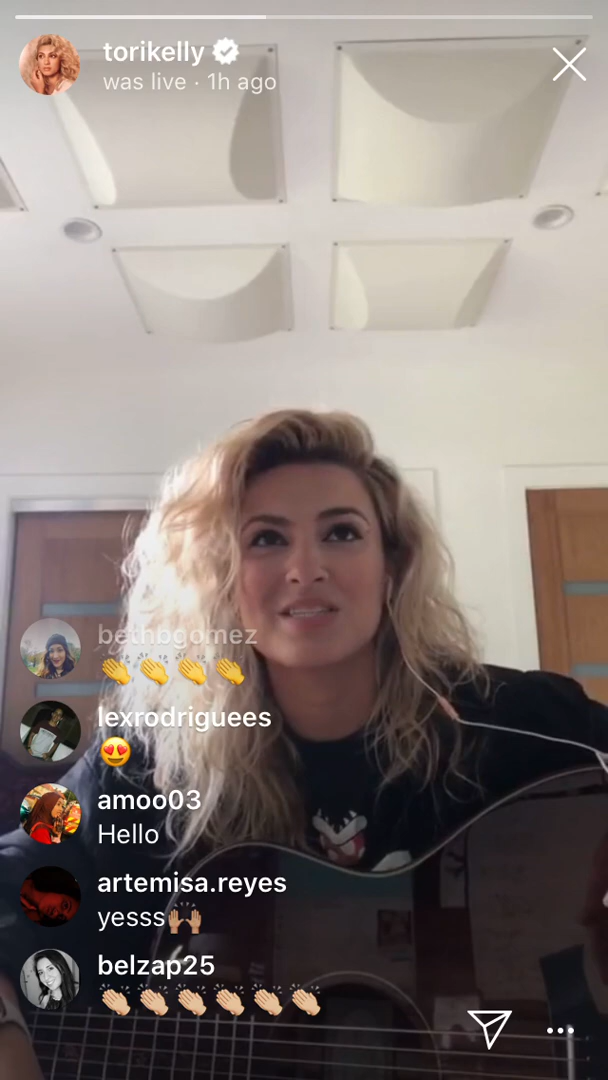 torikelly
was live · 1h ago
bethbgomez
👏👏👏👏
lexrodriguees
😍
amoo03
Hello
artemisa.reyes
yesss🙌🏽
belzap25
👏🏼👏🏼👏🏼👏🏼👏🏼👏🏼